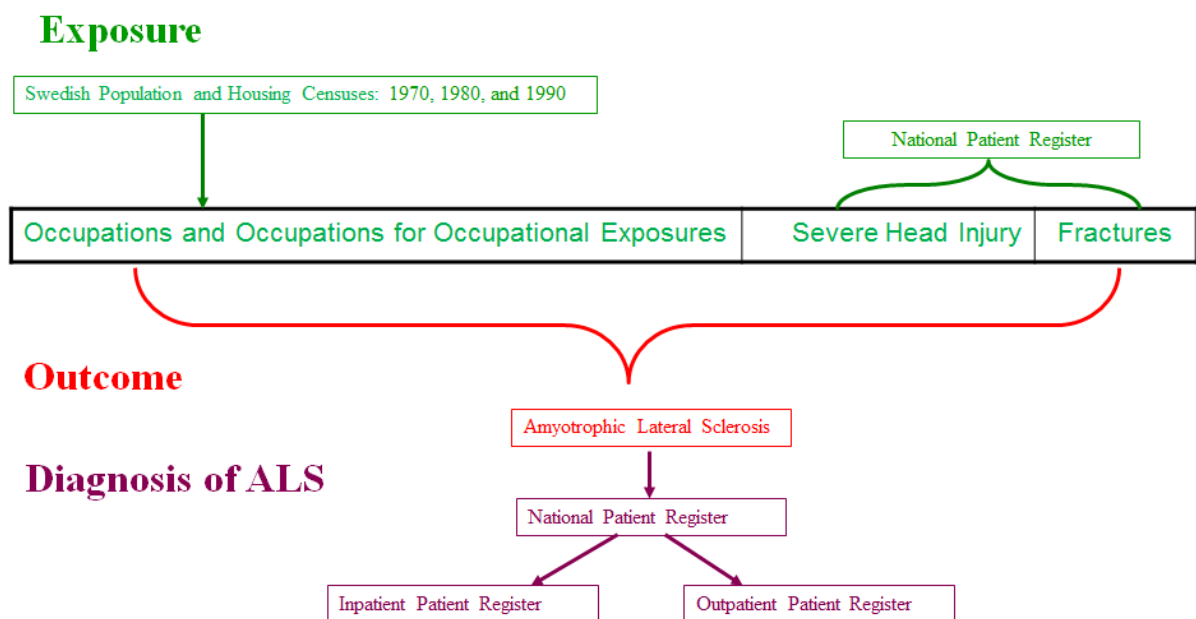 Exposure
Swedish Population and Housing Censuses: 1970, 1980, and 1990
National Patient Register
Occupations and Occupations for Occupational Exposures
Severe Head Injury
Fractures
Outcome
Amyotrophic Lateral Sclerosis
Diagnosis of ALS
National Patient Register
Inpatient Patient Register
Outpatient Patient Register